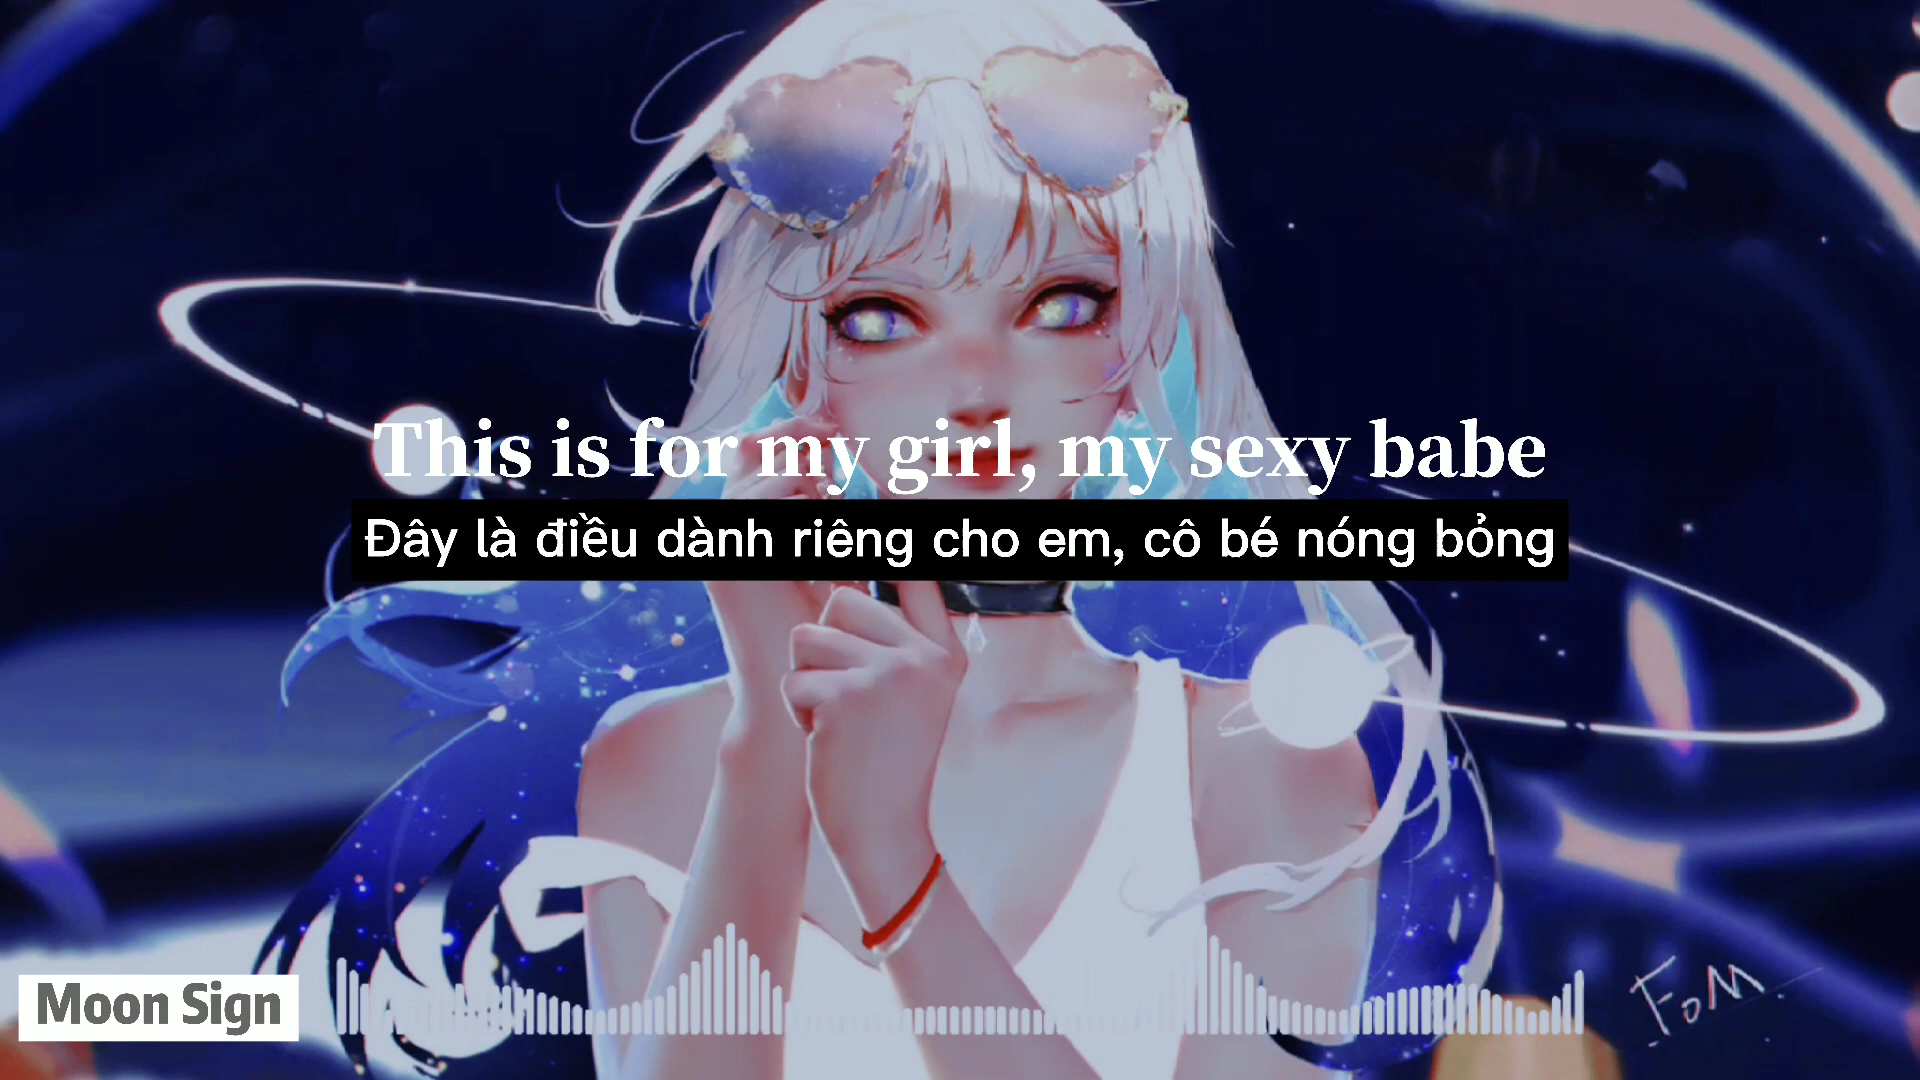 This is for my girl, my sexy babe
Đây là điều dành riêng cho em, cô bé nóng bỏng
Moon Sign
FoM.